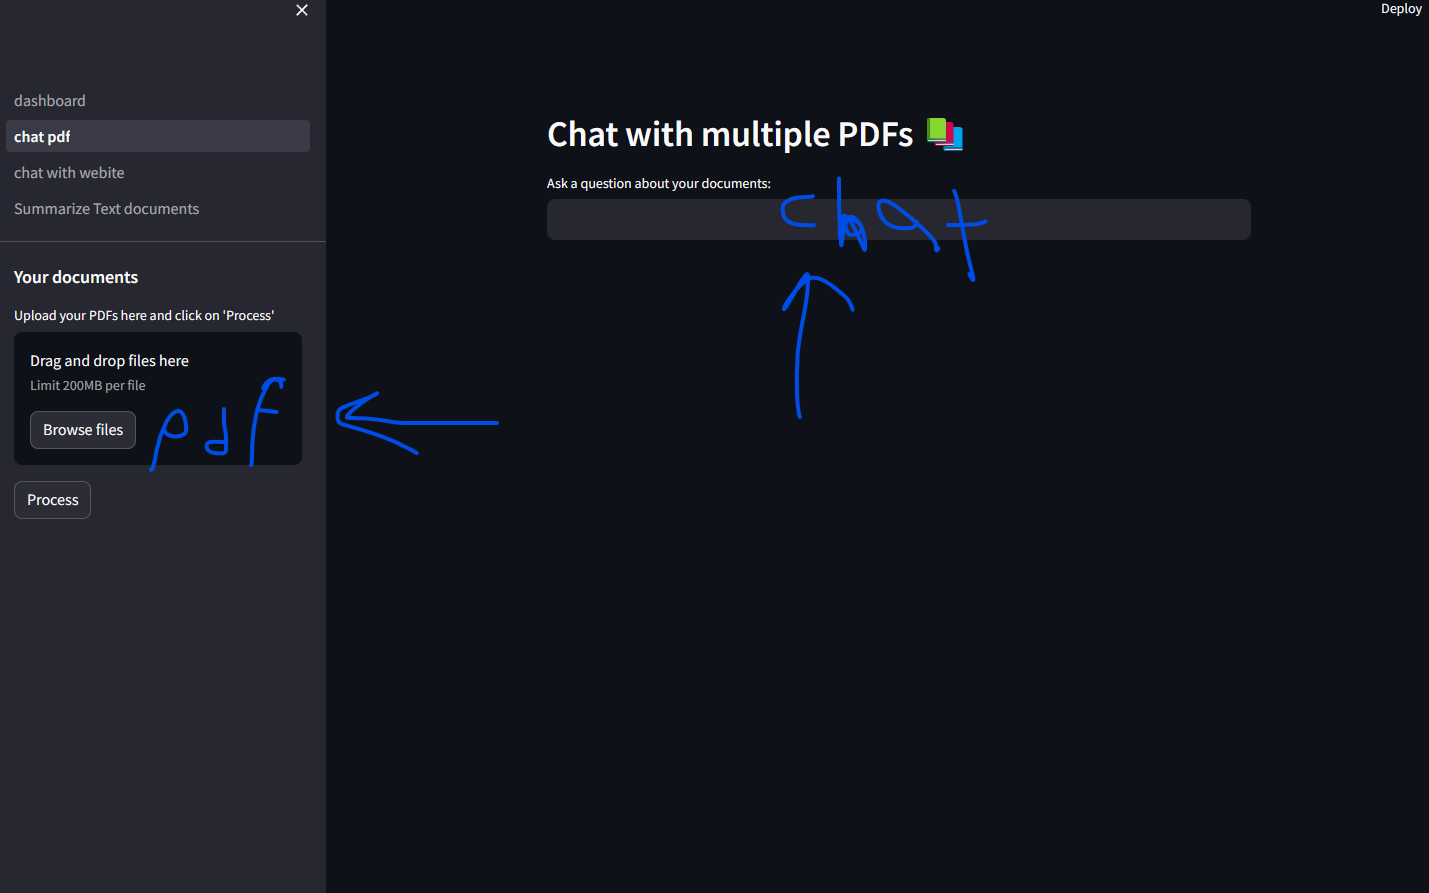 Deploy
dashboard
chat pdf
chat with webite
Summarize Text documents
Your documents
Upload your PDFs here and click on 'Process'
Drag and drop files here
Limit 200MB per file
Browse files
pdf
Process
Chat with multiple PDFs
Ask a question about your documents:
chat